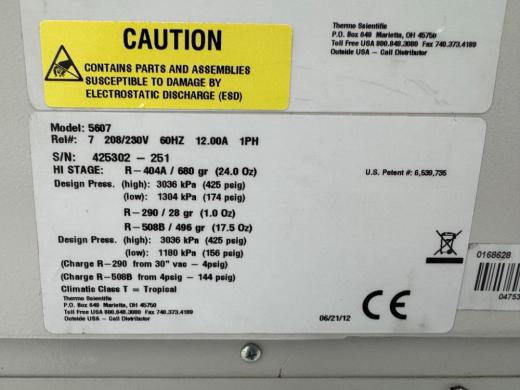 Thermo Scientific
P.O. Box 649 Marietta, OH 45750
Toll Free USA 800.848.3080 Fax 740.373.4189
Outside USA - Call Distributor
CAUTION
CONTAINS PARTS AND ASSEMBLIES
SUSCEPTIBLE TO DAMAGE BY
ELECTROSTATIC DISCHARGE (ESD)
Model: 5607
Rel#: 7 208/230V 60HZ 12.00A 1PH
S/N: 425302 - 251
HI STAGE: R-404A / 680 gr (24.0 Oz)
U.S. Patent #: 6,539,735
Design Press. (high): 3036 kPa (425 psig)
(low): 1304 kPa (174 psig)
R-290 / 28 gr (1.0 Oz)
R-508B / 496 gr (17.5 Oz)
Design Press. (high): 3036 kPa (425 psig)
(low): 1180 kPa (156 psig)
(Charge R-290 from 30" vac - 4psig)
(Charge R-508B from 4psig - 144 psig)
Climatic Class T = Tropical
Thermo Scientific
P.O. Box 649 Marietta, OH 45750
Toll Free USA 800.848.3080 Fax 740.373.4189
Outside USA - Call Distributor
06/21/12
CE
0168628
04753